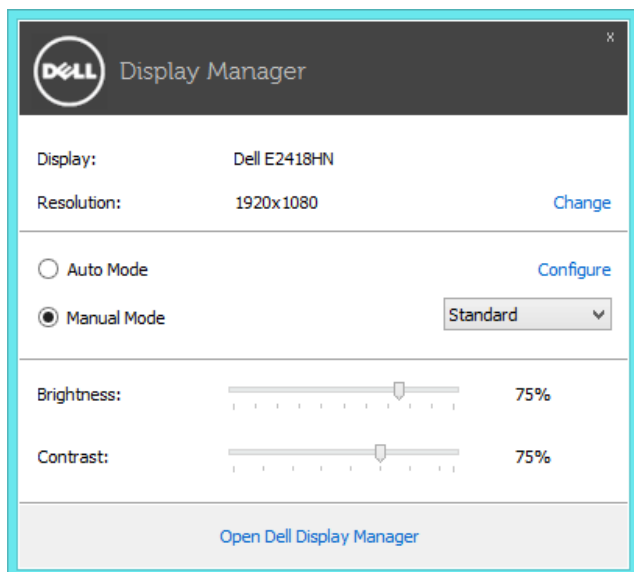 DELL Display Manager x
Display: Dell E2418HN
Resolution: 1920x1080 Change
Auto Mode Configure
Manual Mode Standard
Brightness: 75%
Contrast: 75%
Open Dell Display Manager